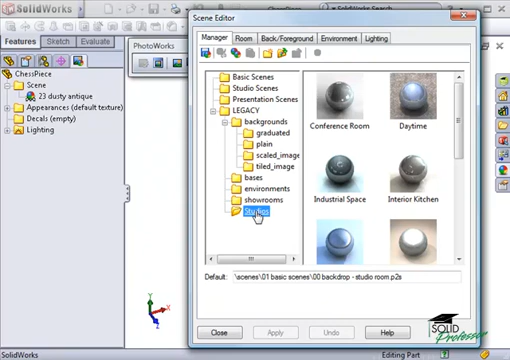 SolidWorks
Scene Editor
Features
Sketch
Evaluate
PhotoWorks
Manager
Room
Back/Foreground
Environment
Lighting
ChessPiece
Scene
23 dusty antique
Appearances (default texture)
Decals (empty)
Lighting
Basic Scenes
Studio Scenes
Presentation Scenes
LEGACY
backgrounds
graduated
plain
scaled_image
tiled_image
bases
environments
showrooms
Studios
Conference Room
Daytime
Industrial Space
Interior Kitchen
Default:
\scenes\01 basic scenes\00 backdrop - studio room.p2s
Close
Apply
Undo
Help
SOLID
Professor
SolidWorks
Editing Part